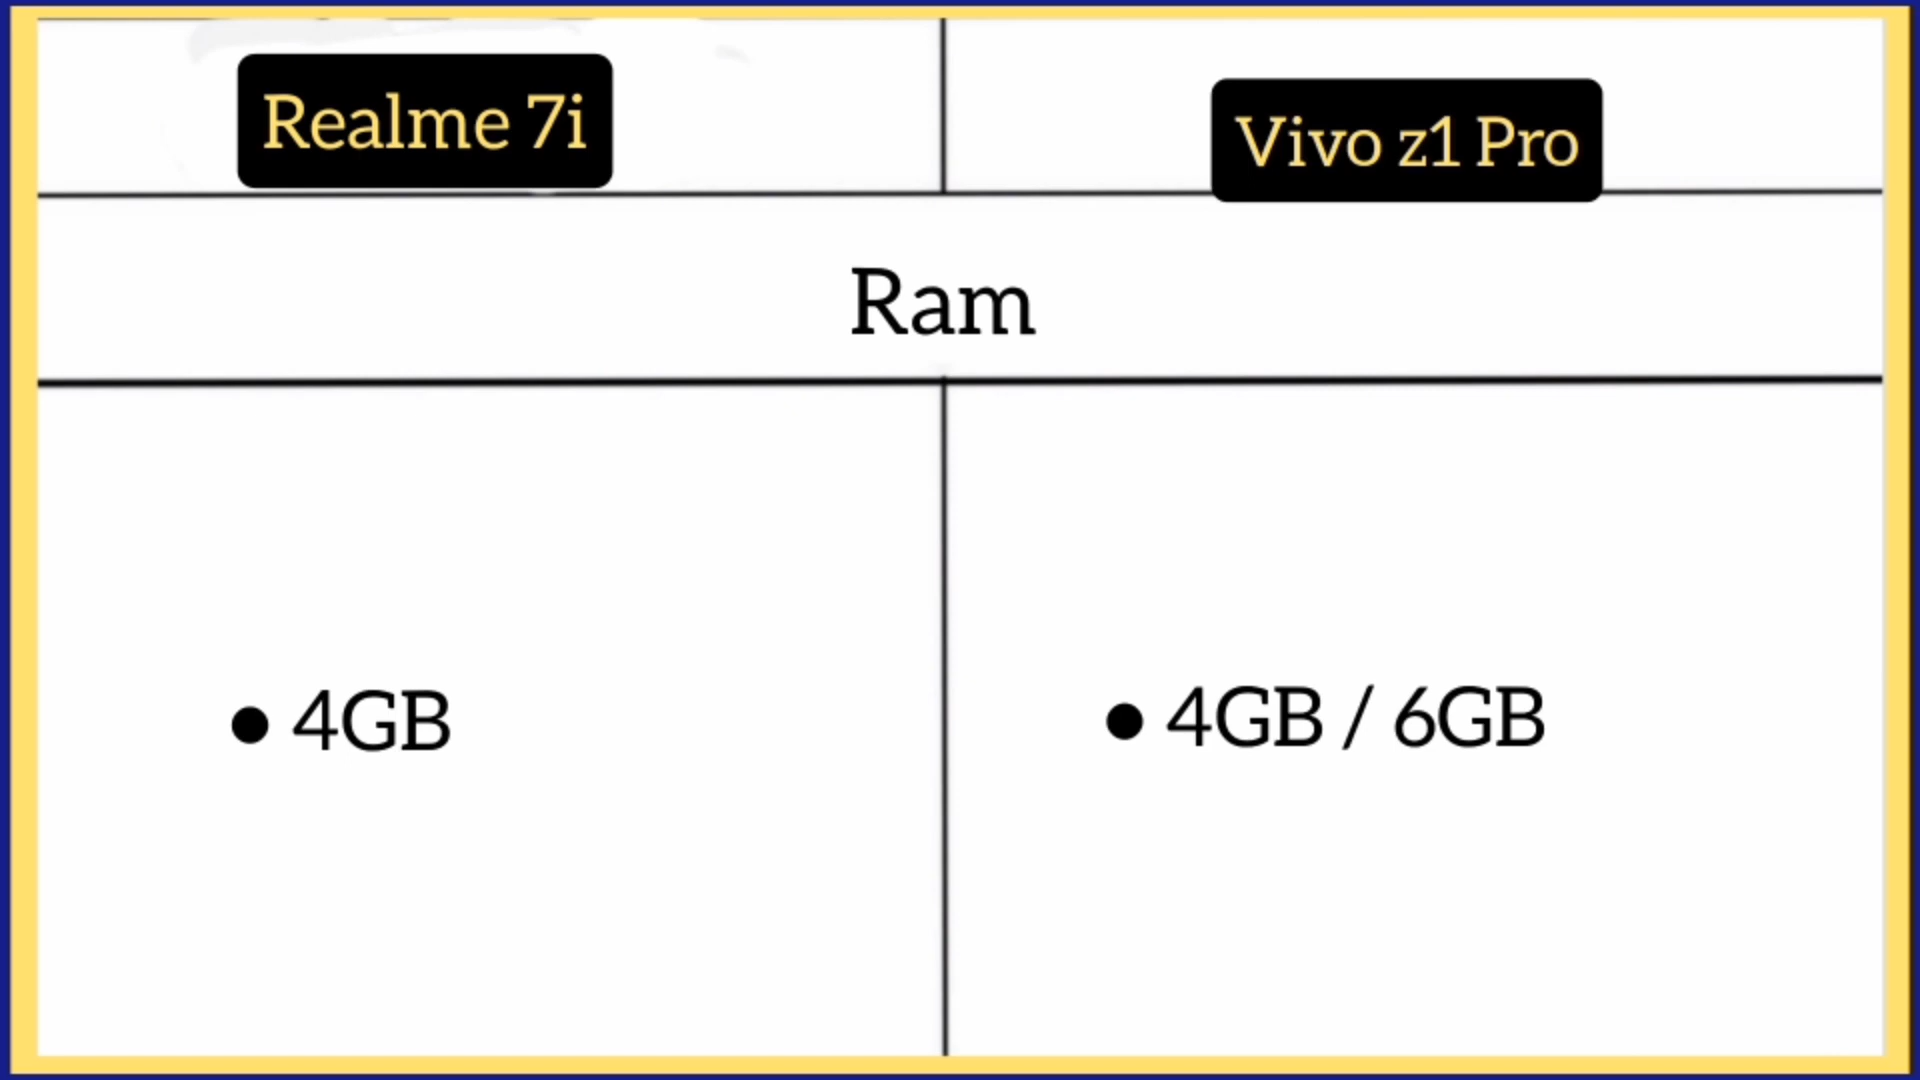 Realme 7i
Vivo z1 Pro
Ram
• 4GB
• 4GB / 6GB